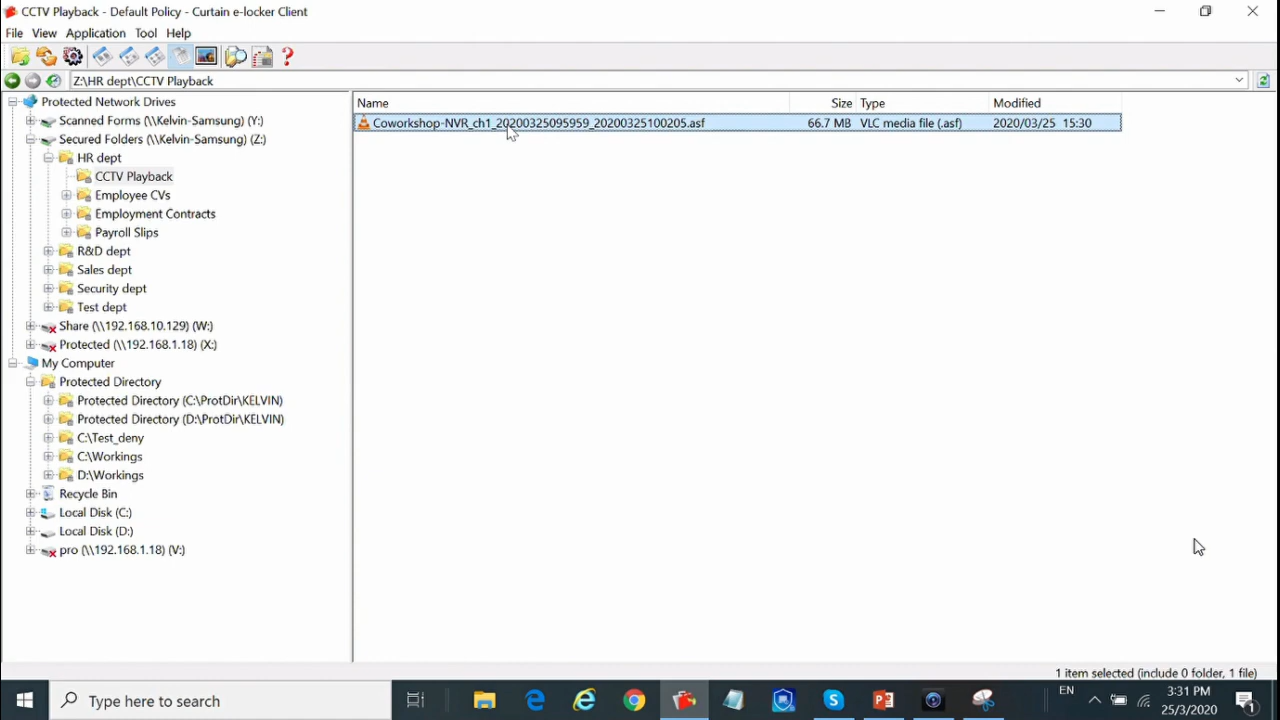 CCTV Playback - Default Policy - Curtain e-locker Client
File View Application Tool Help
Z:\HR dept\CCTV Playback
Protected Network Drives
Scanned Forms (\\Kelvin-Samsung) (Y:)
Secured Folders (\\Kelvin-Samsung) (Z:)
HR dept
CCTV Playback
Employee CVs
Employment Contracts
Payroll Slips
R&D dept
Sales dept
Security dept
Test dept
Share (\\192.168.10.129) (W:)
Protected (\\192.168.1.18) (X:)
My Computer
Protected Directory
Protected Directory (C:\ProtDir\KELVIN)
Protected Directory (D:\ProtDir\KELVIN)
C:\Test_deny
C:\Workings
D:\Workings
Recycle Bin
Local Disk (C:)
Local Disk (D:)
pro (\\192.168.1.18) (V:)
Name Size Type Modified
Coworkshop-NVR_ch1_20200325095959_20200325100205.asf 66.7 MB VLC media file (.asf) 2020/03/25 15:30
1 item selected (include 0 folder, 1 file)
Type here to search
EN
3:31 PM
25/3/2020
1